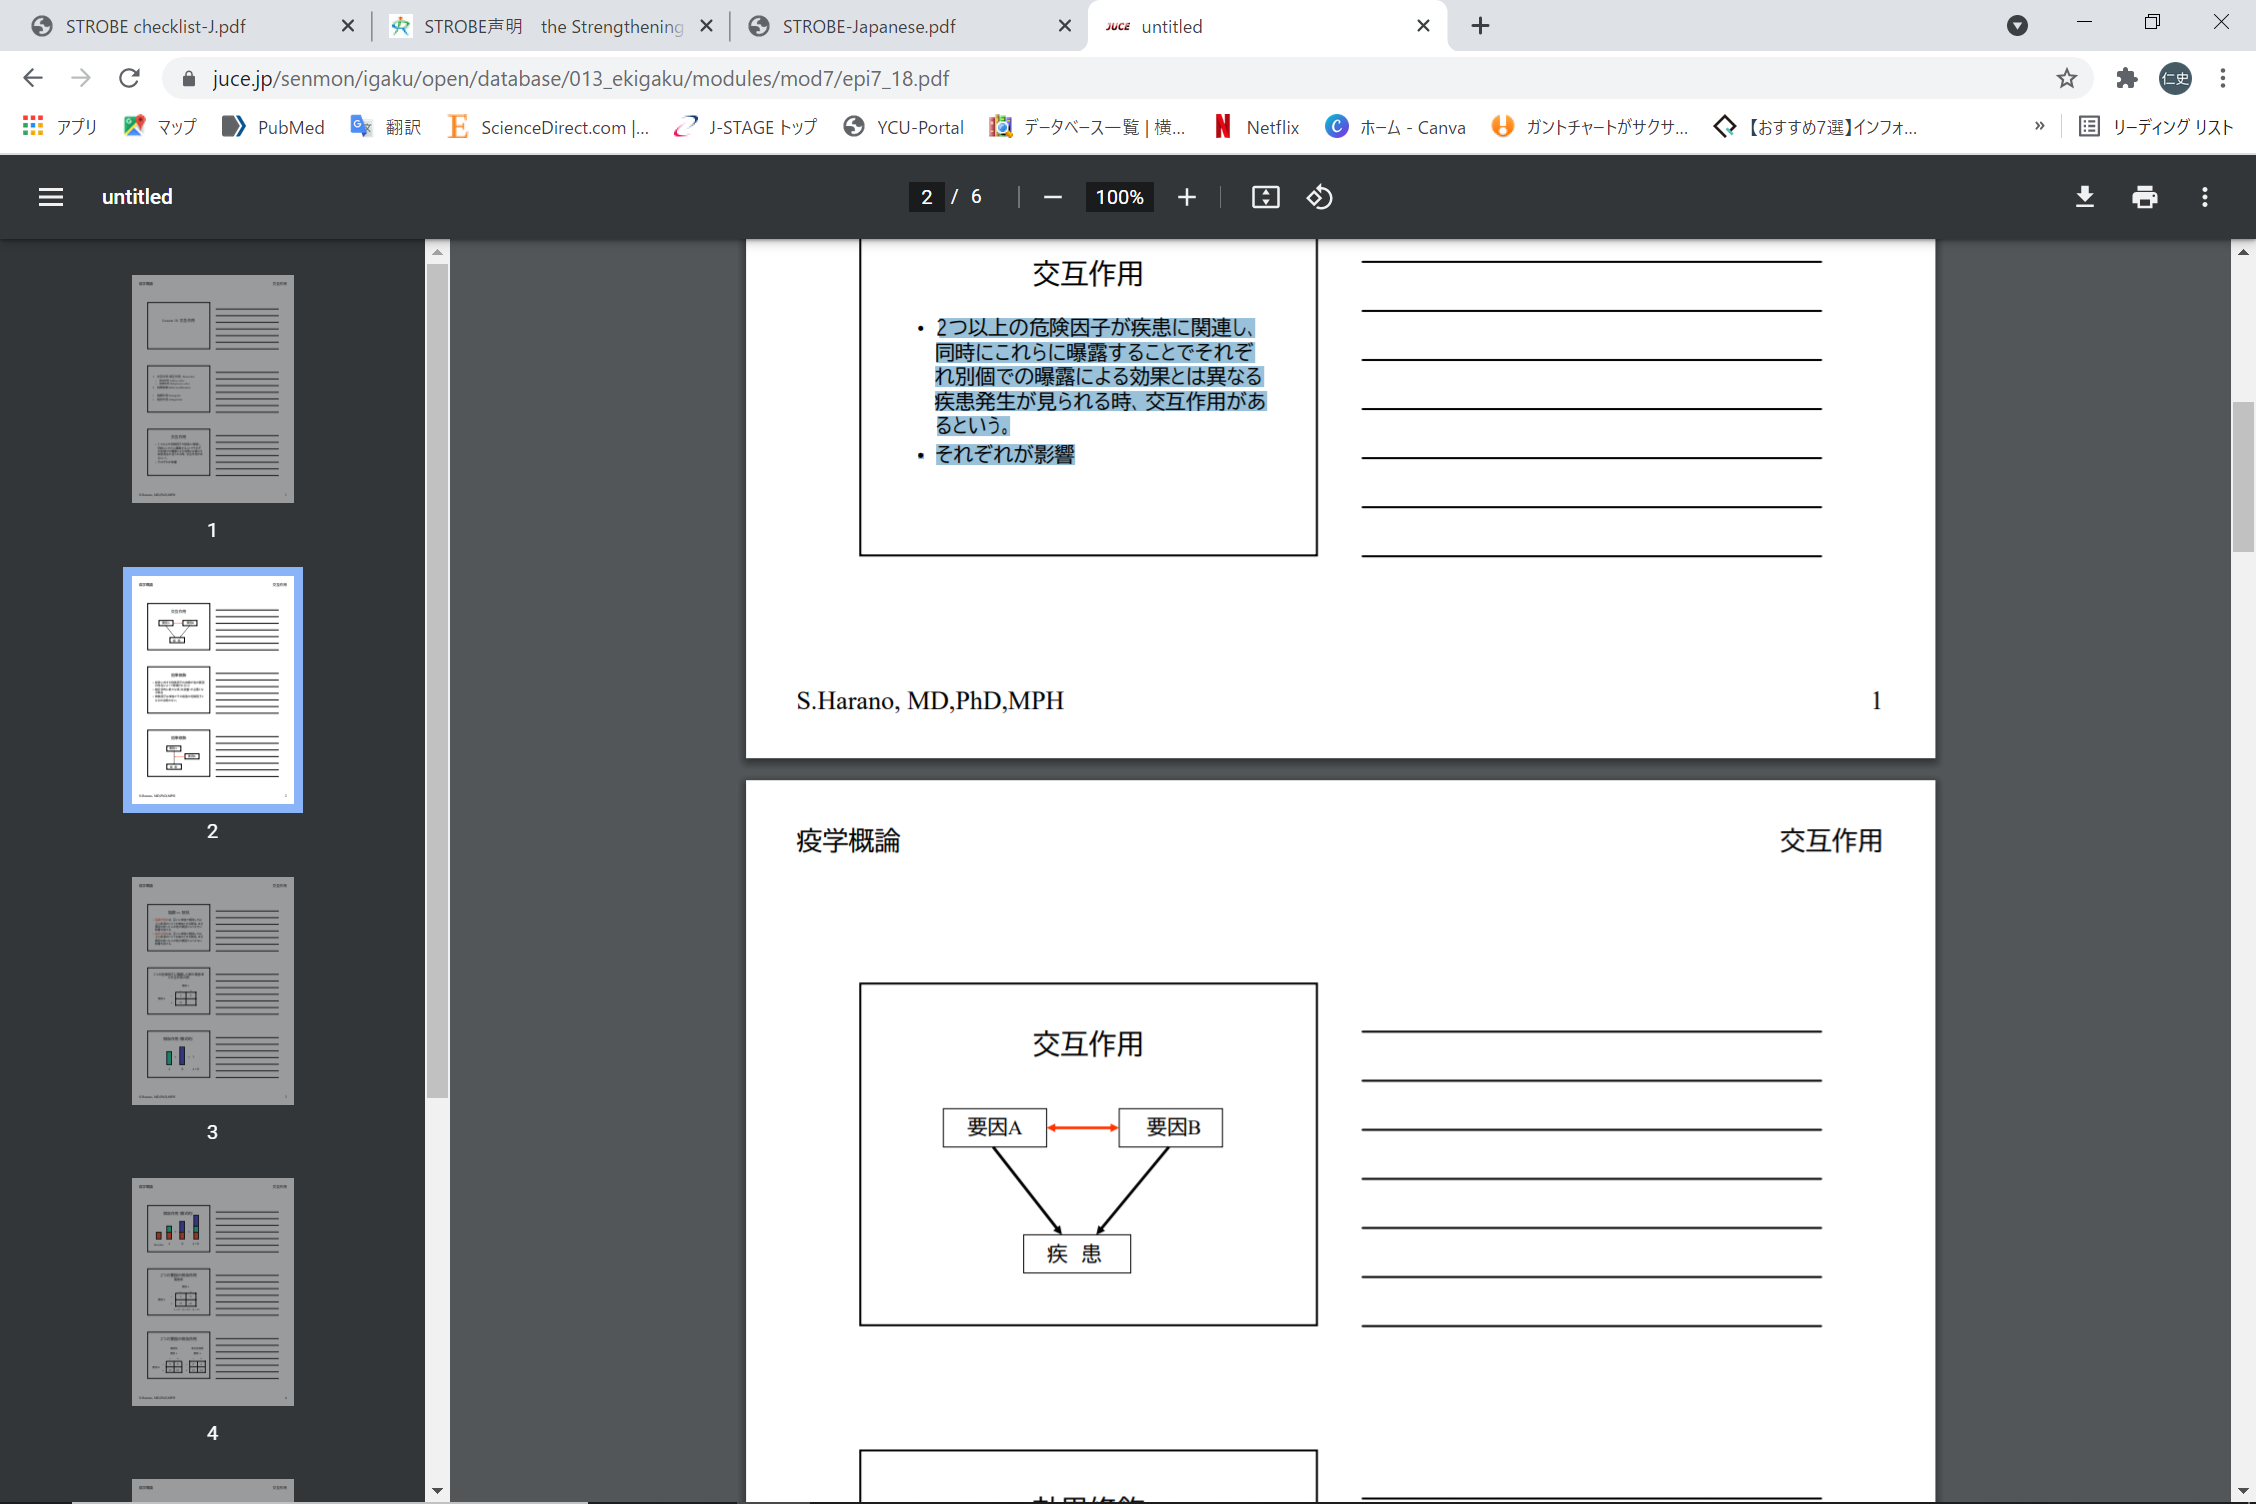 STROBE checklist-J.pdf
STROBE声明 the Strengthening
STROBE-Japanese.pdf
JUCE untitled
juce.jp/senmon/igaku/open/database/013_ekigaku/modules/mod7/epi7_18.pdf
仁史
アプリ
マップ
PubMed
翻訳
ScienceDirect.com |...
J-STAGE トップ
YCU-Portal
データベース一覧 | 横...
Netflix
ホーム - Canva
ガントチャートがサクサ...
【おすすめ7選】インフォ...
»
リーディング リスト
untitled
2 / 6
100%
1
2
3
4
交互作用
• 2つ以上の危険因子が疾患に関連し、
同時にこれらに曝露することでそれぞ
れ別個での曝露による効果とは異なる
疾患発生が見られる時、交互作用があ
るという。
• それぞれが影響
S.Harano, MD,PhD,MPH
1
疫学概論
交互作用
交互作用
要因A
要因B
疾 患